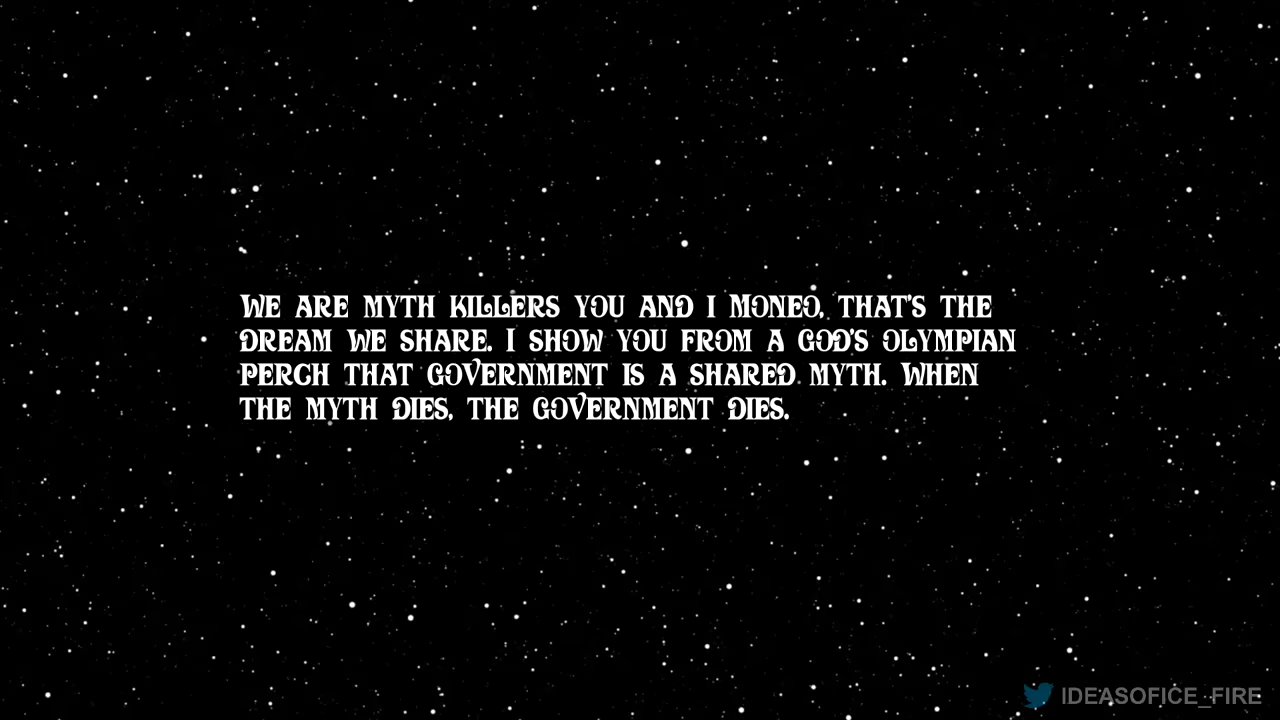 WE ARE MYTH KILLERS YOU AND I MONEO, THAT'S THE
DREAM WE SHARE. I SHOW YOU FROM A GOD'S OLYMPIAN
PERCH THAT GOVERNMENT IS A SHARED MYTH. WHEN
THE MYTH DIES, THE GOVERNMENT DIES.
IDEASOFICE_FIRE